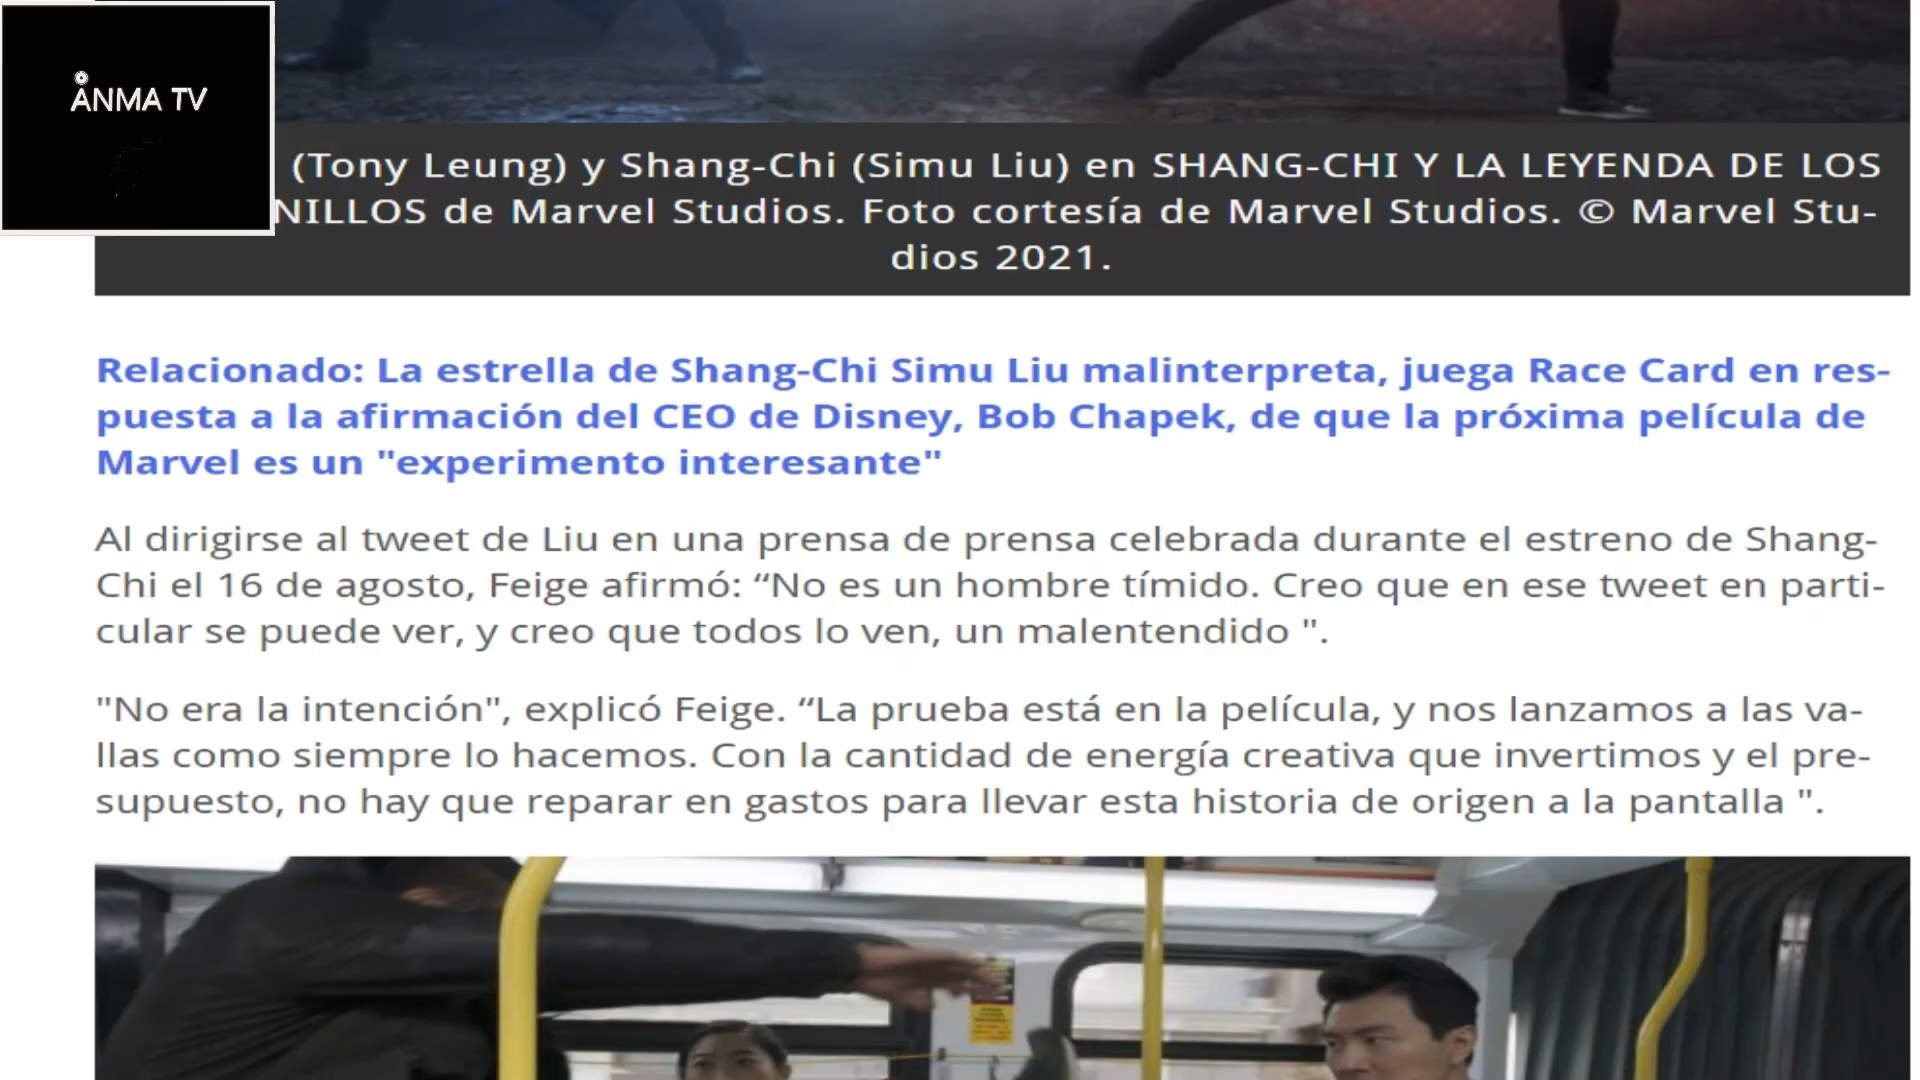 ANMA TV
(Tony Leung) y Shang-Chi (Simu Liu) en SHANG-CHI Y LA LEYENDA DE LOS
NILLOS de Marvel Studios. Foto cortesía de Marvel Studios. © Marvel Stu-
dios 2021.
Relacionado: La estrella de Shang-Chi Simu Liu malinterpreta, juega Race Card en res-
puesta a la afirmación del CEO de Disney, Bob Chapek, de que la próxima película de
Marvel es un "experimento interesante"
Al dirigirse al tweet de Liu en una prensa de prensa celebrada durante el estreno de Shang-
Chi el 16 de agosto, Feige afirmó: “No es un hombre tímido. Creo que en ese tweet en parti-
cular se puede ver, y creo que todos lo ven, un malentendido ".
"No era la intención", explicó Feige. “La prueba está en la película, y nos lanzamos a las va-
llas como siempre lo hacemos. Con la cantidad de energía creativa que invertimos y el pre-
supuesto, no hay que reparar en gastos para llevar esta historia de origen a la pantalla ".